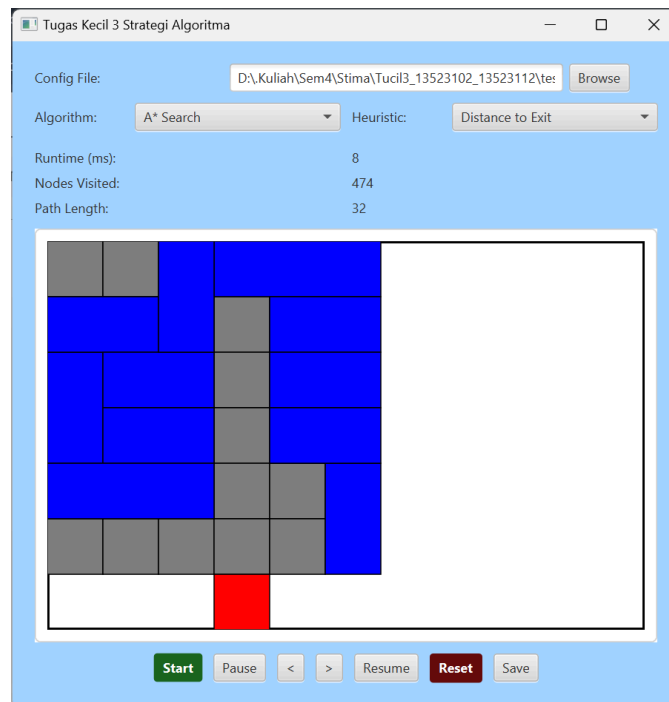 Tugas Kecil 3 Strategi Algoritma
Config File: D:\.Kuliah\Sem4\Stima\Tucil3_13523102_13523112\tes Browse
Algorithm: A* Search Heuristic: Distance to Exit
Runtime (ms): 8
Nodes Visited: 474
Path Length: 32
Start Pause < > Resume Reset Save